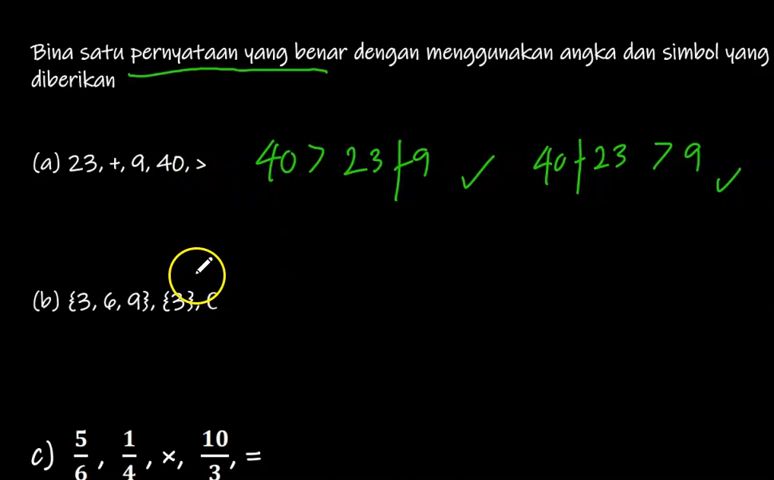 Bina satu pernyataan yang benar dengan menggunakan angka dan simbol yang
diberikan
(a) 23, +, 9, 40, > 40 > 23 + 9 ✓ 40 + 23 > 9 ✓
(b) {3, 6, 9}, {3}, ⊂
c) 5/6, 1/4, ×, 10/3, =